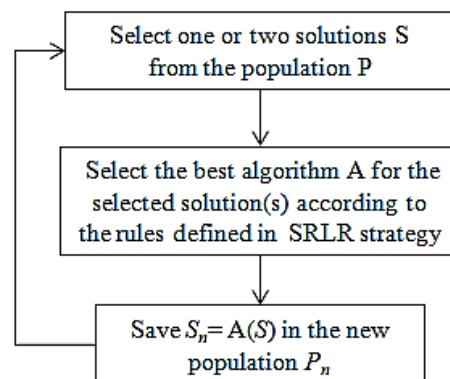 Select one or two solutions S
from the population P
Select the best algorithm A for the
selected solution(s) according to
the rules defined in SRLR strategy
Save Sn= A(S) in the new
population Pn